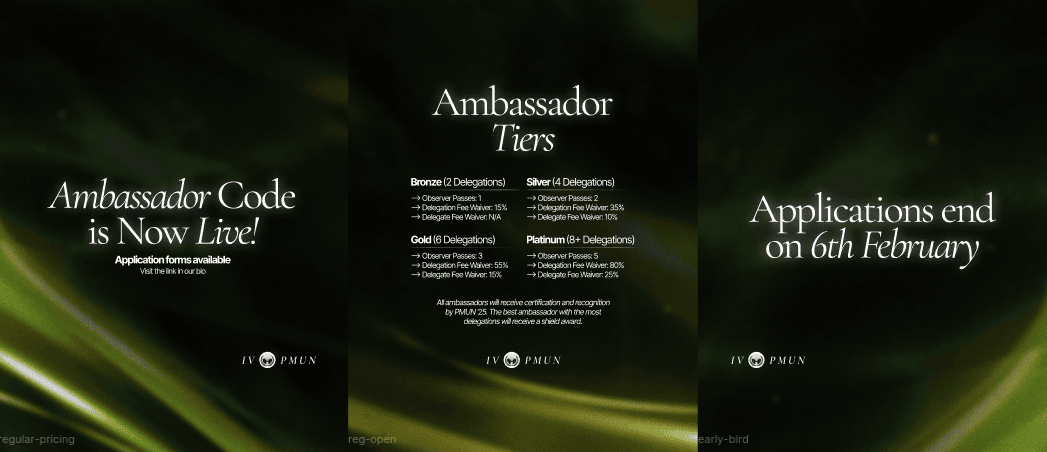 Ambassador Code
is Now Live!
Application forms available
Visit the link in our bio
IV PMUN
regular-pricing
Ambassador
Tiers
Bronze (2 Delegations)
→ Observer Passes: 1
→ Delegation Fee Waiver: 15%
→ Delegate Fee Waiver: N/A
Silver (4 Delegations)
→ Observer Passes: 2
→ Delegation Fee Waiver: 35%
→ Delegate Fee Waiver: 10%
Gold (6 Delegations)
→ Observer Passes: 3
→ Delegation Fee Waiver: 55%
→ Delegate Fee Waiver: 15%
Platinum (8+ Delegations)
→ Observer Passes: 5
→ Delegation Fee Waiver: 80%
→ Delegate Fee Waiver: 25%
All ambassadors will receive certification and recognition
by PMUN '25. The best ambassador with the most
delegations will receive a shield award.
IV PMUN
reg-open
Applications end
on 6th February
IV PMUN
early-bird